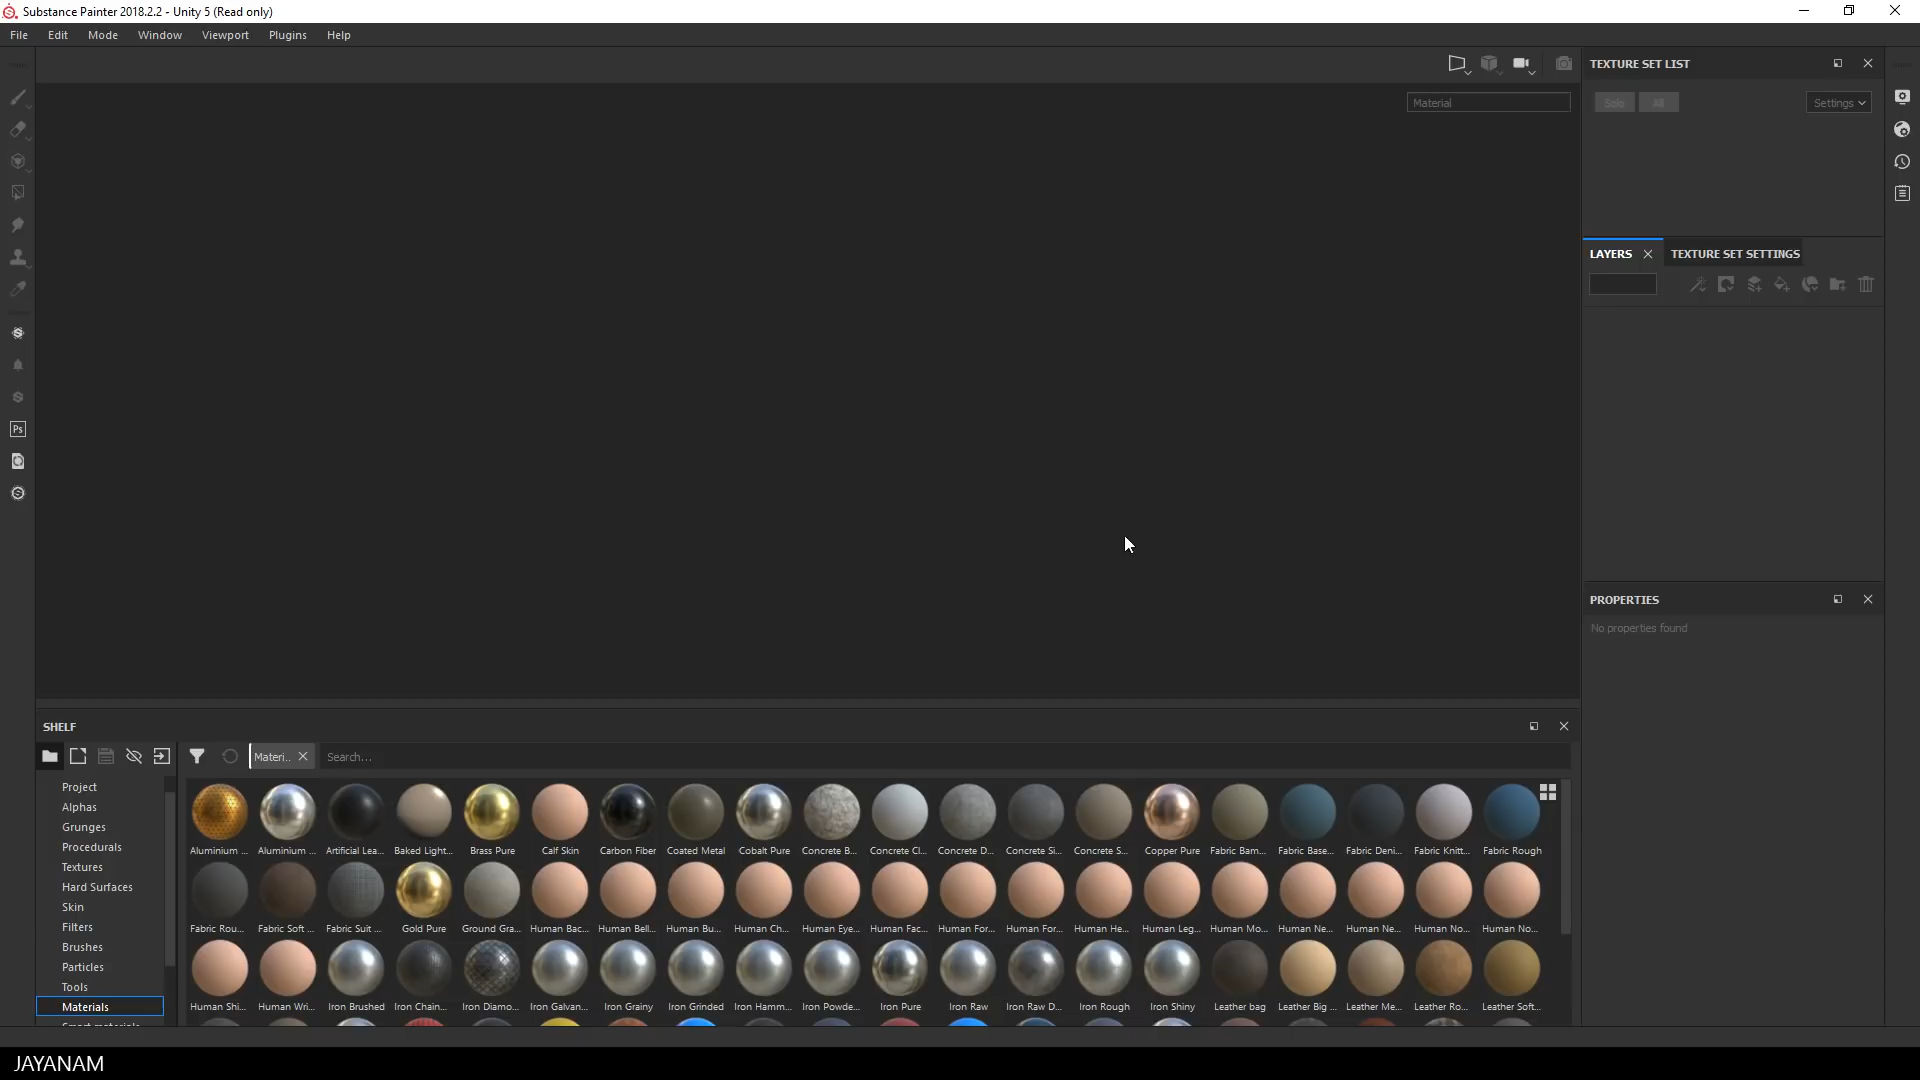 Substance Painter 2018.2.2 - Unity 5 (Read only)
File Edit Mode Window Viewport Plugins Help
TEXTURE SET LIST
Material
Solo All Settings
LAYERS TEXTURE SET SETTINGS
Ps
PROPERTIES
No properties found
SHELF
Materi.. Search...
Project
Alphas
Grunges
Procedurals
Textures
Hard Surfaces
Skin
Filters
Brushes
Particles
Tools
Materials
Smart materials
Aluminium ... Aluminium ... Artificial Lea... Baked Light... Brass Pure Calf Skin Carbon Fiber Coated Metal Cobalt Pure Concrete B... Concrete Cl... Concrete D... Concrete Si... Concrete S... Copper Pure Fabric Bam... Fabric Base... Fabric Deni... Fabric Knitt... Fabric Rough
Fabric Rou... Fabric Soft ... Fabric Suit ... Gold Pure Ground Gra... Human Bac... Human Bell... Human Bu... Human Ch... Human Eye... Human Fac... Human For... Human For... Human He... Human Leg... Human Mo... Human Ne... Human Ne... Human No... Human No...
Human Shi... Human Wri... Iron Brushed Iron Chain... Iron Diamo... Iron Galvan... Iron Grainy Iron Grinded Iron Hamm... Iron Powde... Iron Pure Iron Raw Iron Raw D... Iron Rough Iron Shiny Leather bag Leather Big ... Leather Me... Leather Ro... Leather Soft...
JAYANAM